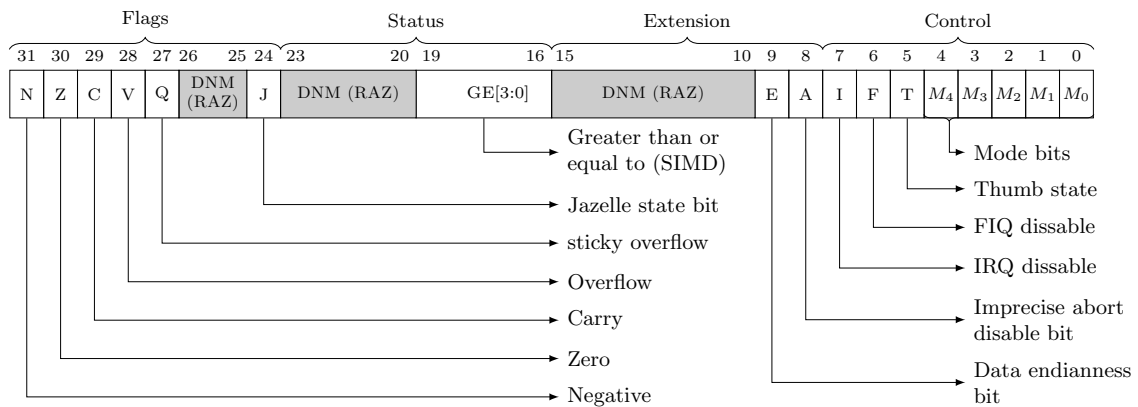 Flags Status Extension Control
31 30 29 28 27 26 25 24 23 20 19 16 15 10 9 8 7 6 5 4 3 2 1 0
N Z C V Q DNM (RAZ) J DNM (RAZ) GE[3:0] DNM (RAZ) E A I F T M4 M3 M2 M1 M0
Greater than or
equal to (SIMD)
Jazelle state bit
sticky overflow
Overflow
Carry
Zero
Negative
Mode bits
Thumb state
FIQ dissable
IRQ dissable
Imprecise abort
disable bit
Data endianness
bit